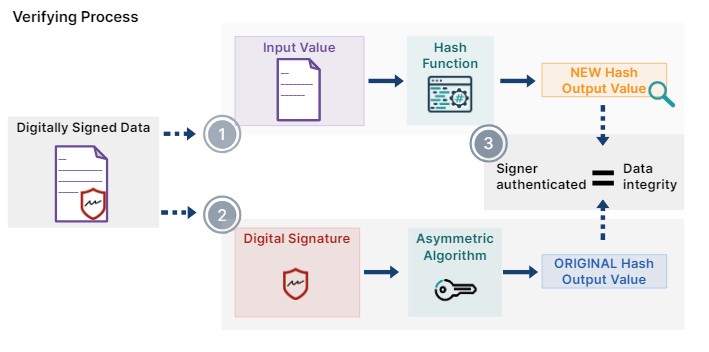 Verifying Process
Digitally Signed Data
1
Input Value
Hash
Function
NEW Hash
Output Value
#
3
Signer
authenticated
=
Data
integrity
2
Digital Signature
Asymmetric
Algorithm
ORIGINAL Hash
Output Value